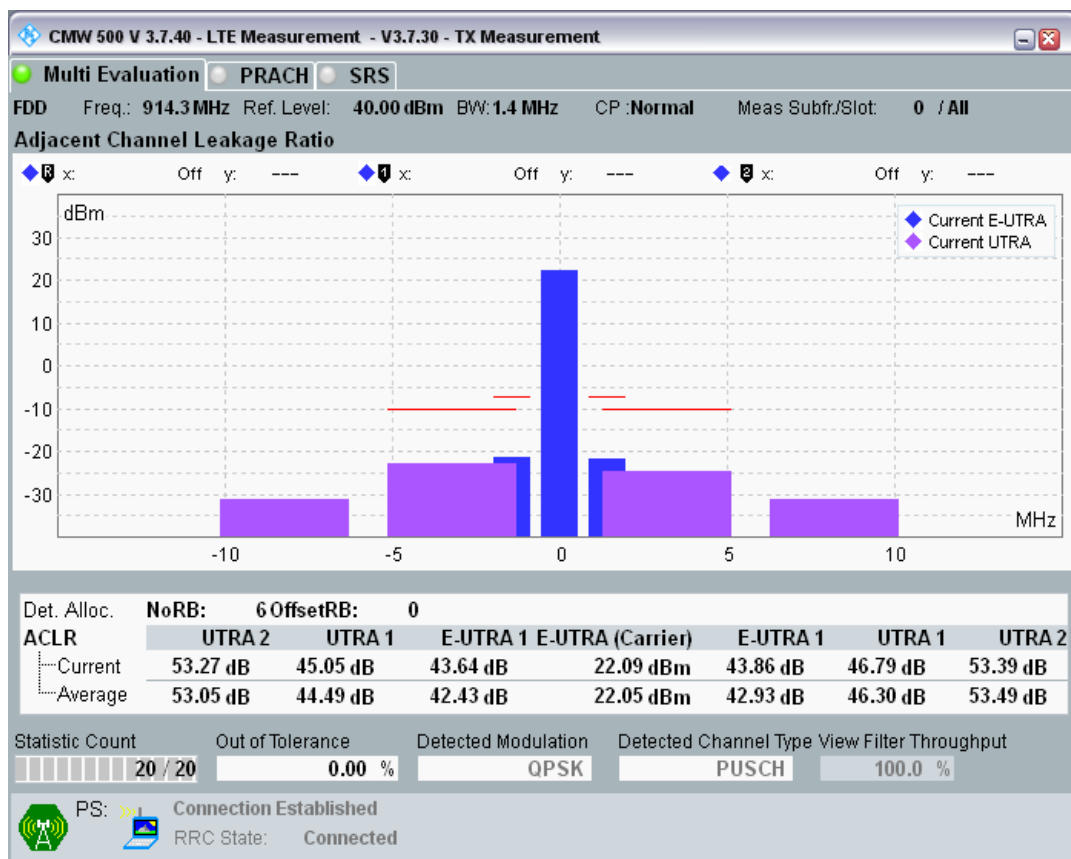 CMW 500 V 3.7.40 - LTE Measurement - V3.7.30 - TX Measurement
Multi Evaluation PRACH SRS
FDD Freq.: 914.3 MHz Ref. Level: 40.00 dBm BW: 1.4 MHz CP :Normal Meas Subfr./Slot: 0 / All
Adjacent Channel Leakage Ratio
R x: Off y: --- 1 x: Off y: --- 2 x: Off y: ---
dBm
Current E-UTRA
Current UTRA
30
20
10
0
-10
-20
-30
MHz
-10 -5 0 5 10
Det. Alloc. NoRB: 6 OffsetRB: 0
ACLR UTRA 2 UTRA 1 E-UTRA 1 E-UTRA (Carrier) E-UTRA 1 UTRA 1 UTRA 2
Current 53.27 dB 45.05 dB 43.64 dB 22.09 dBm 43.86 dB 46.79 dB 53.39 dB
Average 53.05 dB 44.49 dB 42.43 dB 22.05 dBm 42.93 dB 46.30 dB 53.49 dB
Statistic Count Out of Tolerance Detected Modulation Detected Channel Type View Filter Throughput
20 / 20 0.00 % QPSK PUSCH 100.0 %
PS: Connection Established
RRC State: Connected